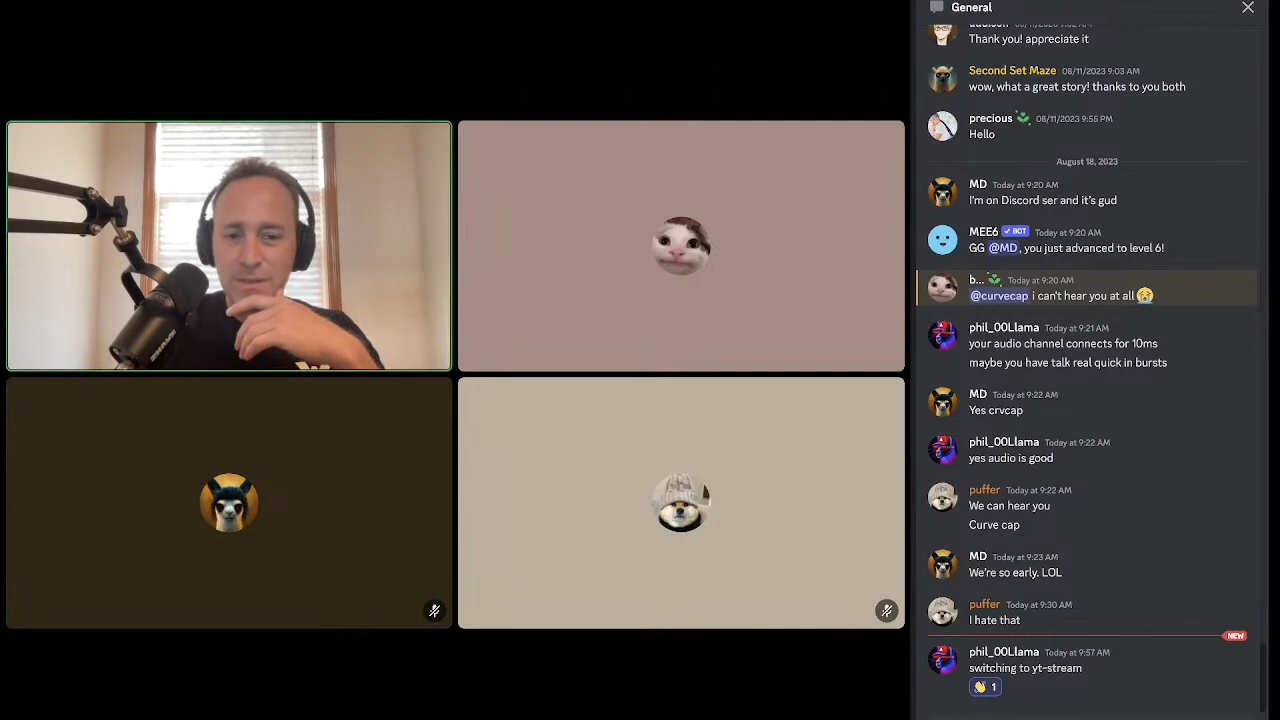 General
Thank you! appreciate it
Second Set Maze 08/11/2023 9:03 AM
wow, what a great story! thanks to you both
precious 08/11/2023 9:55 PM
Hello
August 18, 2023
MD Today at 9:20 AM
I'm on Discord ser and it's gud
MEE6 BOT Today at 9:20 AM
GG @MD, you just advanced to level 6!
b... Today at 9:20 AM
@curvecap i can't hear you at all
phil_00Llama Today at 9:21 AM
your audio channel connects for 10ms
maybe you have talk real quick in bursts
MD Today at 9:22 AM
Yes crvcap
phil_00Llama Today at 9:22 AM
yes audio is good
puffer Today at 9:22 AM
We can hear you
Curve cap
MD Today at 9:23 AM
We're so early. LOL
puffer Today at 9:30 AM
I hate that
NEW
phil_00Llama Today at 9:57 AM
switching to yt-stream
1